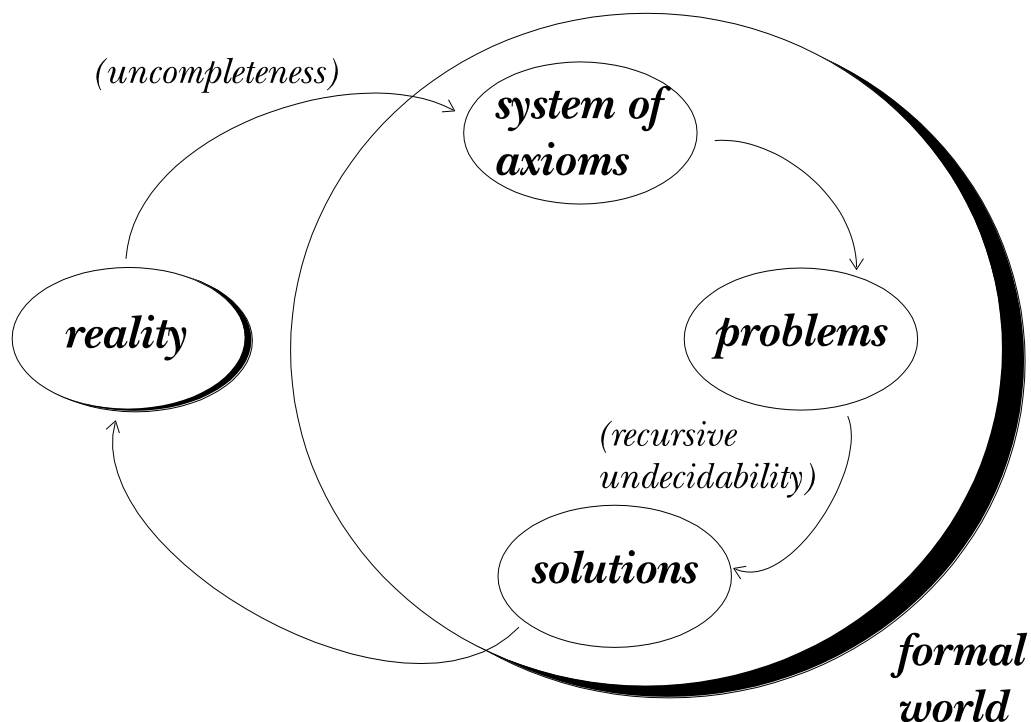 (uncompleteness)
system of
axioms
reality
problems
(recursive
undecidability)
solutions
formal
world